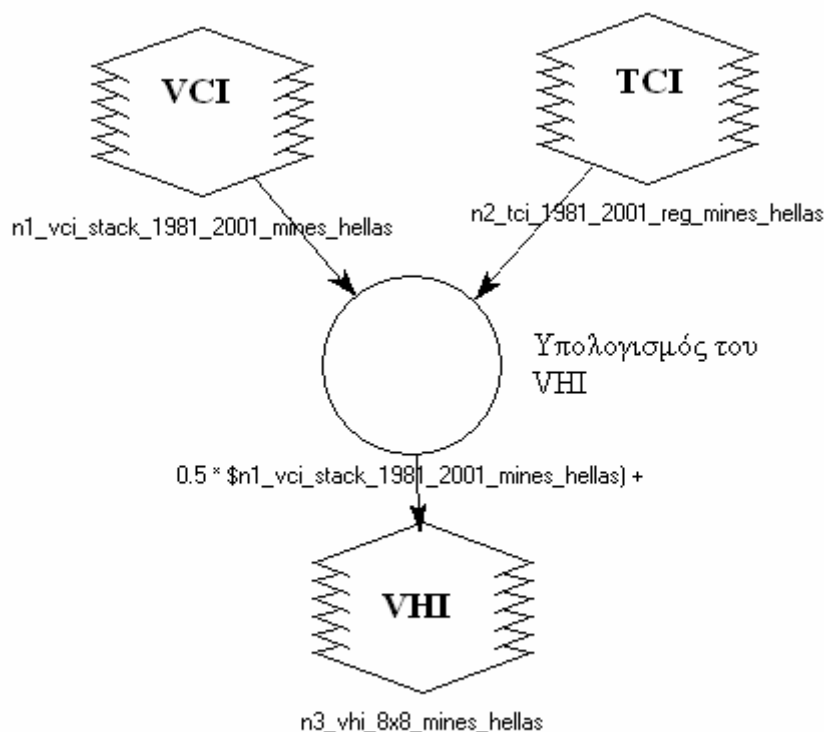 VCI
TCI
n1_vci_stack_1981_2001_mines_hellas
n2_tci_1981_2001_reg_mines_hellas
Υπολογισμός του
VHI
0.5 * $n1_vci_stack_1981_2001_mines_hellas) +
VHI
n3_vhi_8x8_mines_hellas